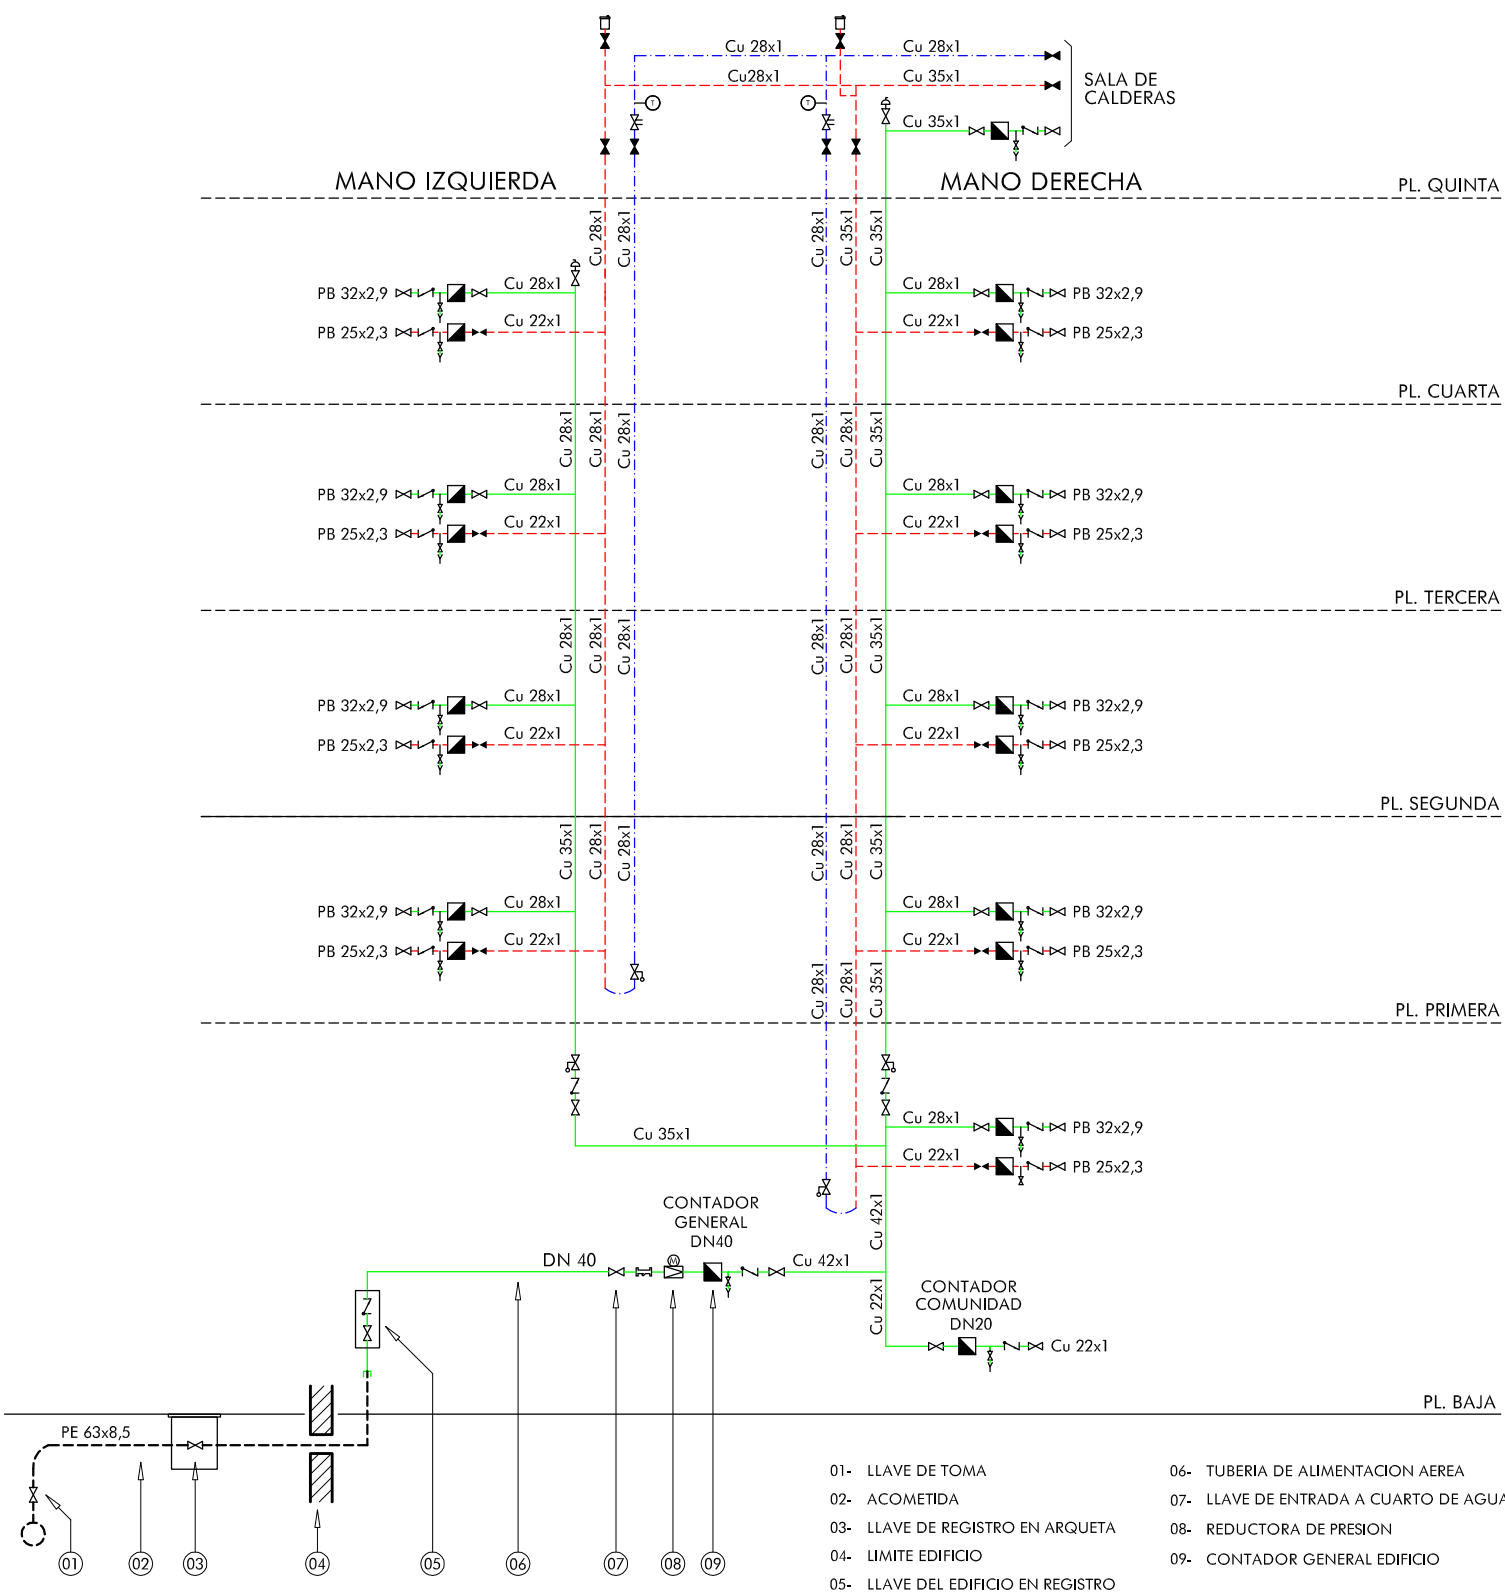 Cu 28x1 Cu 28x1
Cu28x1 Cu 35x1
SALA DE
CALDERAS
T T
Cu 35x1
MANO IZQUIERDA MANO DERECHA PL. QUINTA
Cu 28x1 Cu 28x1 Cu 28x1 Cu 35x1 Cu 35x1
PB 32x2,9 Cu 28x1 Cu 28x1 PB 32x2,9
PB 25x2,3 Cu 22x1 Cu 22x1 PB 25x2,3
PL. CUARTA
Cu 28x1 Cu 28x1 Cu 28x1 Cu 28x1 Cu 28x1 Cu 35x1
PB 32x2,9 Cu 28x1 Cu 28x1 PB 32x2,9
PB 25x2,3 Cu 22x1 Cu 22x1 PB 25x2,3
PL. TERCERA
Cu 28x1 Cu 28x1 Cu 28x1 Cu 28x1 Cu 28x1 Cu 35x1
PB 32x2,9 Cu 28x1 Cu 28x1 PB 32x2,9
PB 25x2,3 Cu 22x1 Cu 22x1 PB 25x2,3
PL. SEGUNDA
Cu 35x1 Cu 28x1 Cu 28x1 Cu 28x1 Cu 28x1 Cu 35x1
PB 32x2,9 Cu 28x1 Cu 28x1 PB 32x2,9
PB 25x2,3 Cu 22x1 Cu 22x1 PB 25x2,3
Cu 28x1 Cu 28x1 Cu 35x1
PL. PRIMERA
Cu 28x1 PB 32x2,9
Cu 35x1
Cu 22x1 PB 25x2,3
CONTADOR
GENERAL
DN40
Cu 42x1
DN 40 M Cu 42x1
Cu 22x1
CONTADOR
COMUNIDAD
DN20
Cu 22x1
PL. BAJA
PE 63x8,5
01 02 03 04 05 06 07 08 09
01- LLAVE DE TOMA
02- ACOMETIDA
03- LLAVE DE REGISTRO EN ARQUETA
04- LIMITE EDIFICIO
05- LLAVE DEL EDIFICIO EN REGISTRO
06- TUBERIA DE ALIMENTACION AEREA
07- LLAVE DE ENTRADA A CUARTO DE AGUA
08- REDUCTORA DE PRESION
09- CONTADOR GENERAL EDIFICIO